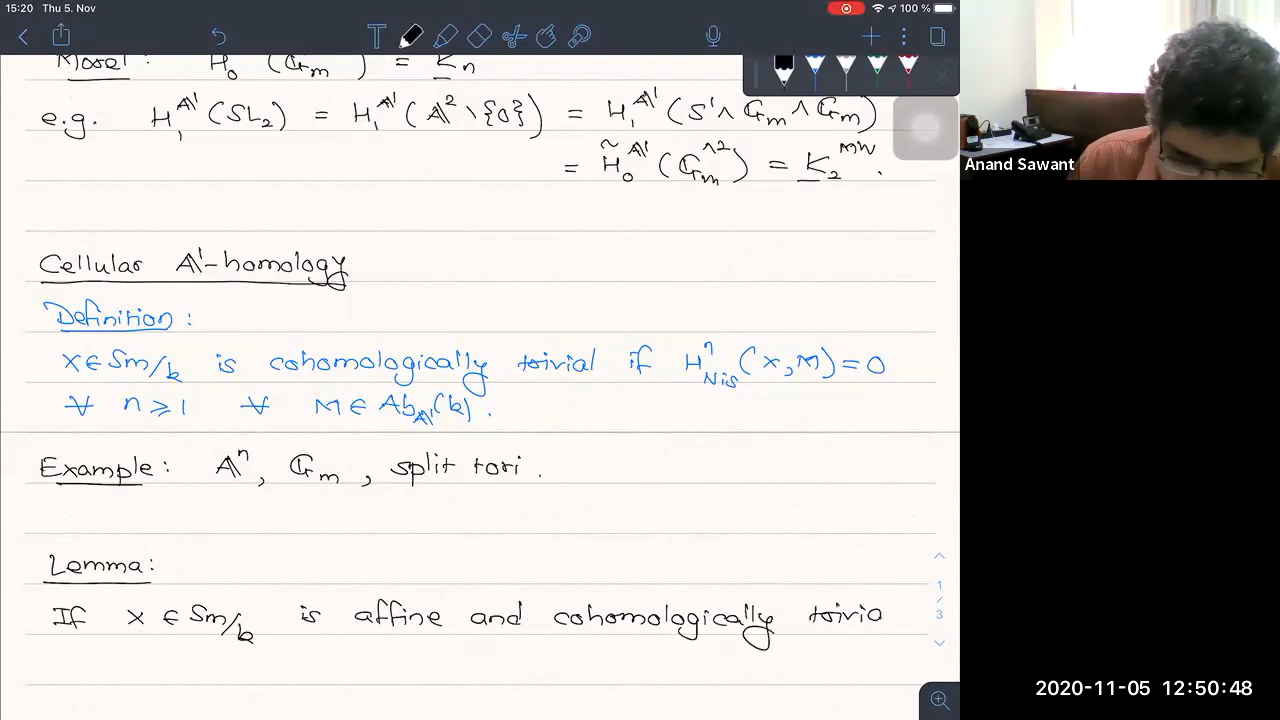 15:20 Thu 5. Nov
100 %
Morel : H_0 (G_m ) = K_n
e.g. H_1^{A^1}(SL_2) = H_1^{A^1}(A^2 \ {0}) = H_1^{A^1}(S^1 ∧ G_m ∧ G_m)
= H̃_0^{A^1}(G_m^{∧2}) = K_2^{MW} .
Cellular A^1-homology
Definition :
X ∈ Sm/k is cohomologically trivial if H^n_{Nis}(X, M) = 0
∀ n ⩾ 1 ∀ M ∈ Ab_{A^1}(k) .
Example : A^n, G_m , split tori .
Lemma :
If X ∈ Sm/k is affine and cohomologically trivia
1
/
3
Anand Sawant
2020-11-05 12:50:48